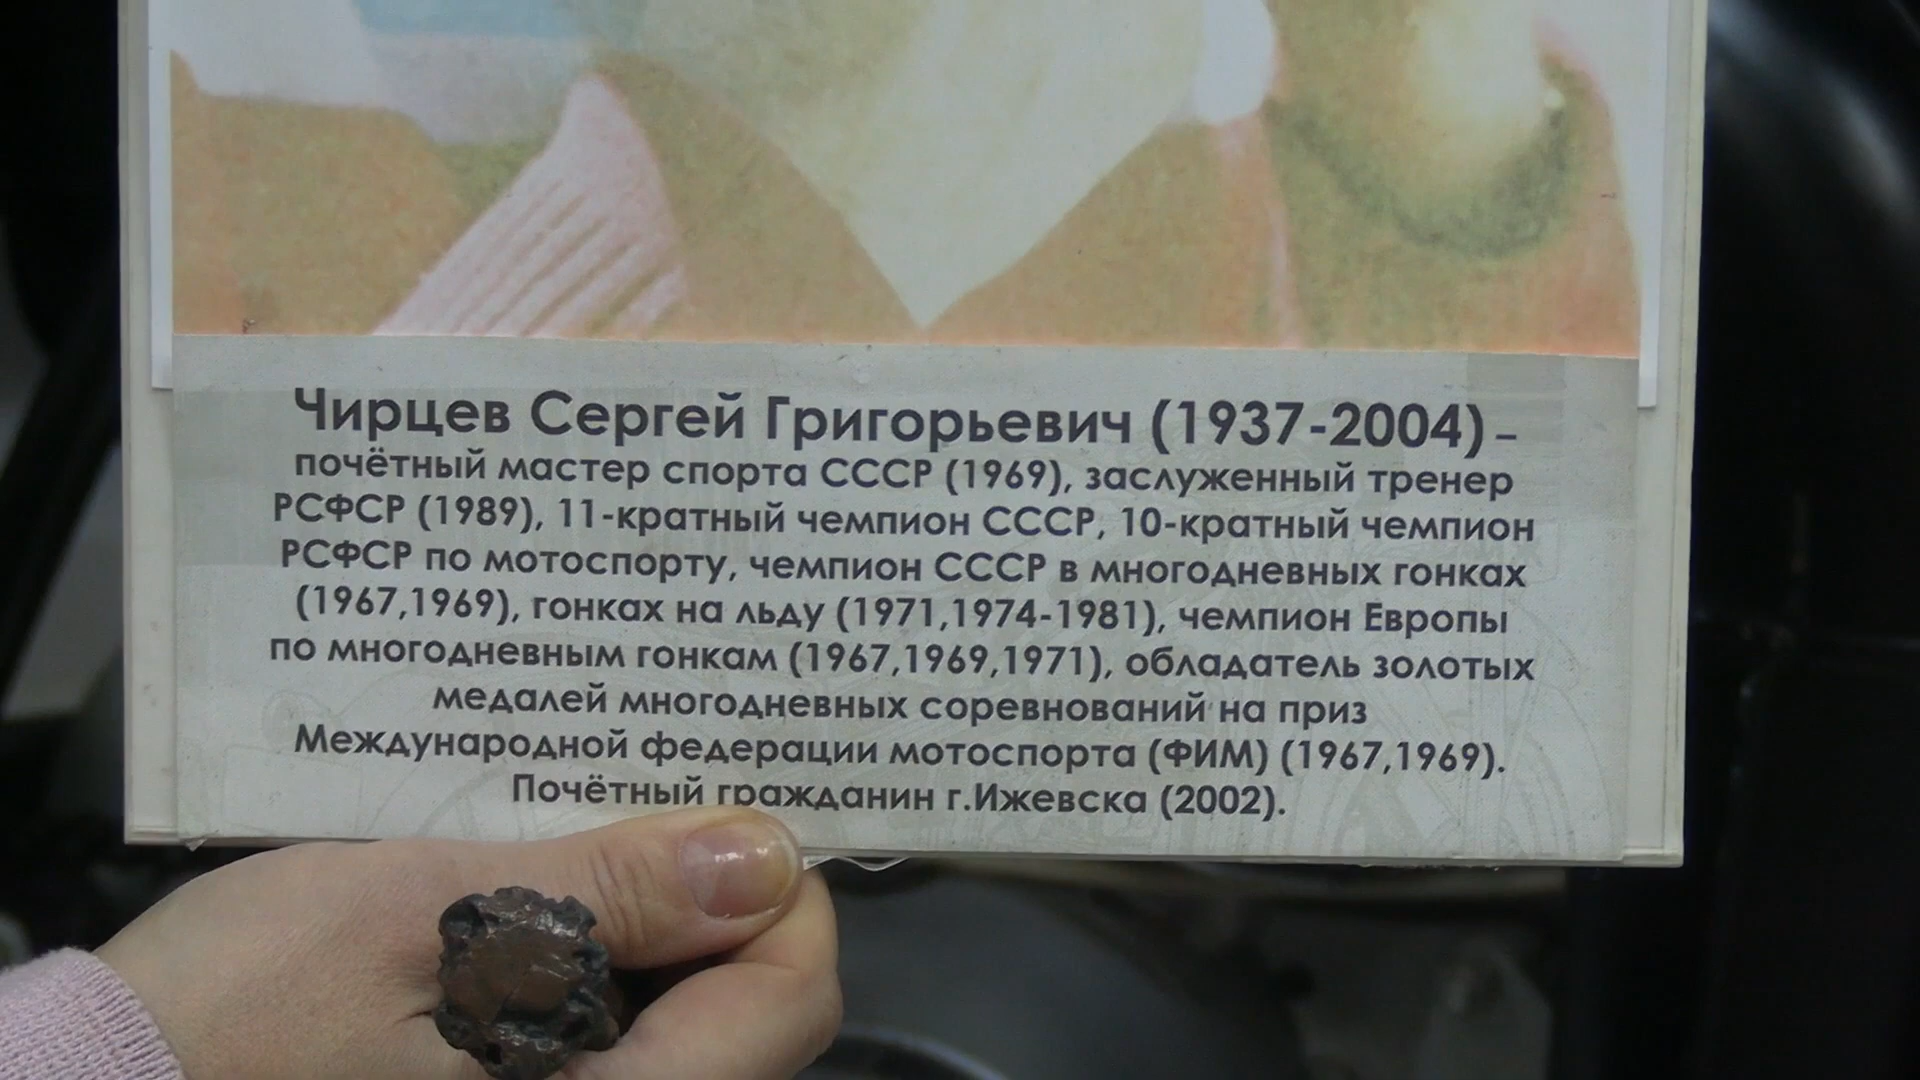 Чирцев Сергей Григорьевич (1937-2004) –
почётный мастер спорта СССР (1969), заслуженный тренер
РСФСР (1989), 11-кратный чемпион СССР, 10-кратный чемпион
РСФСР по мотоспорту, чемпион СССР в многодневных гонках
(1967,1969), гонках на льду (1971,1974-1981), чемпион Европы
по многодневным гонкам (1967,1969,1971), обладатель золотых
медалей многодневных соревнований на приз
Международной федерации мотоспорта (ФИМ) (1967,1969).
Почётный гражданин г.Ижевска (2002).